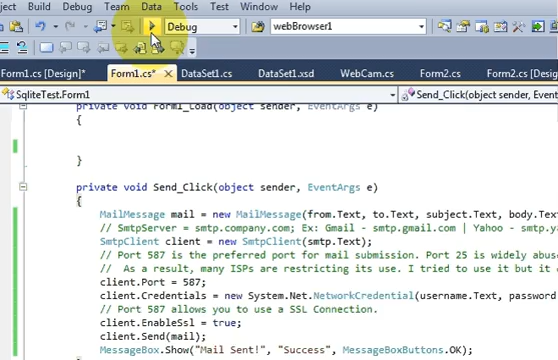 Debug Team Data Tools Test Window Help
Debug webBrowser1
Form1.cs [Design]* Form1.cs* DataSet1.cs DataSet1.xsd WebCam.cs Form2.cs Form2.cs [Design]
SqliteTest.Form1 Send_Click(object sender, Event
private void Form1_Load(object sender, EventArgs e)
{
}
private void Send_Click(object sender, EventArgs e)
{
MailMessage mail = new MailMessage(from.Text, to.Text, subject.Text, body.Text
// SmtpServer = smtp.company.com; Ex: Gmail - smtp.gmail.com | Yahoo - smtp.y
SmtpClient client = new SmtpClient(smtp.Text);
// Port 587 is the preferred port for mail submission. Port 25 is widely abus
// As a result, many ISPs are restricting its use. I tried to use it but it
client.Port = 587;
client.Credentials = new System.Net.NetworkCredential(username.Text, password
// Port 587 allows you to use a SSL Connection.
client.EnableSsl = true;
client.Send(mail);
MessageBox.Show("Mail Sent!", "Success", MessageBoxButtons.OK);